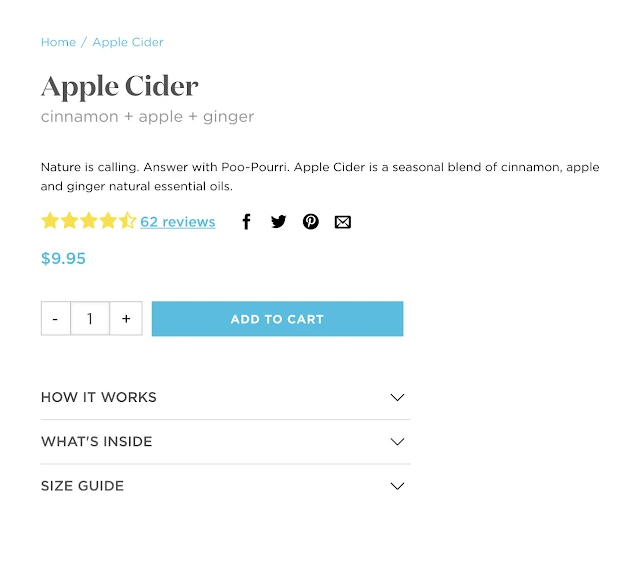 Home / Apple Cider
Apple Cider
cinnamon + apple + ginger
Nature is calling. Answer with Poo~Pourri. Apple Cider is a seasonal blend of cinnamon, apple
and ginger natural essential oils.
62 reviews
$9.95
- 1 + ADD TO CART
HOW IT WORKS
WHAT'S INSIDE
SIZE GUIDE